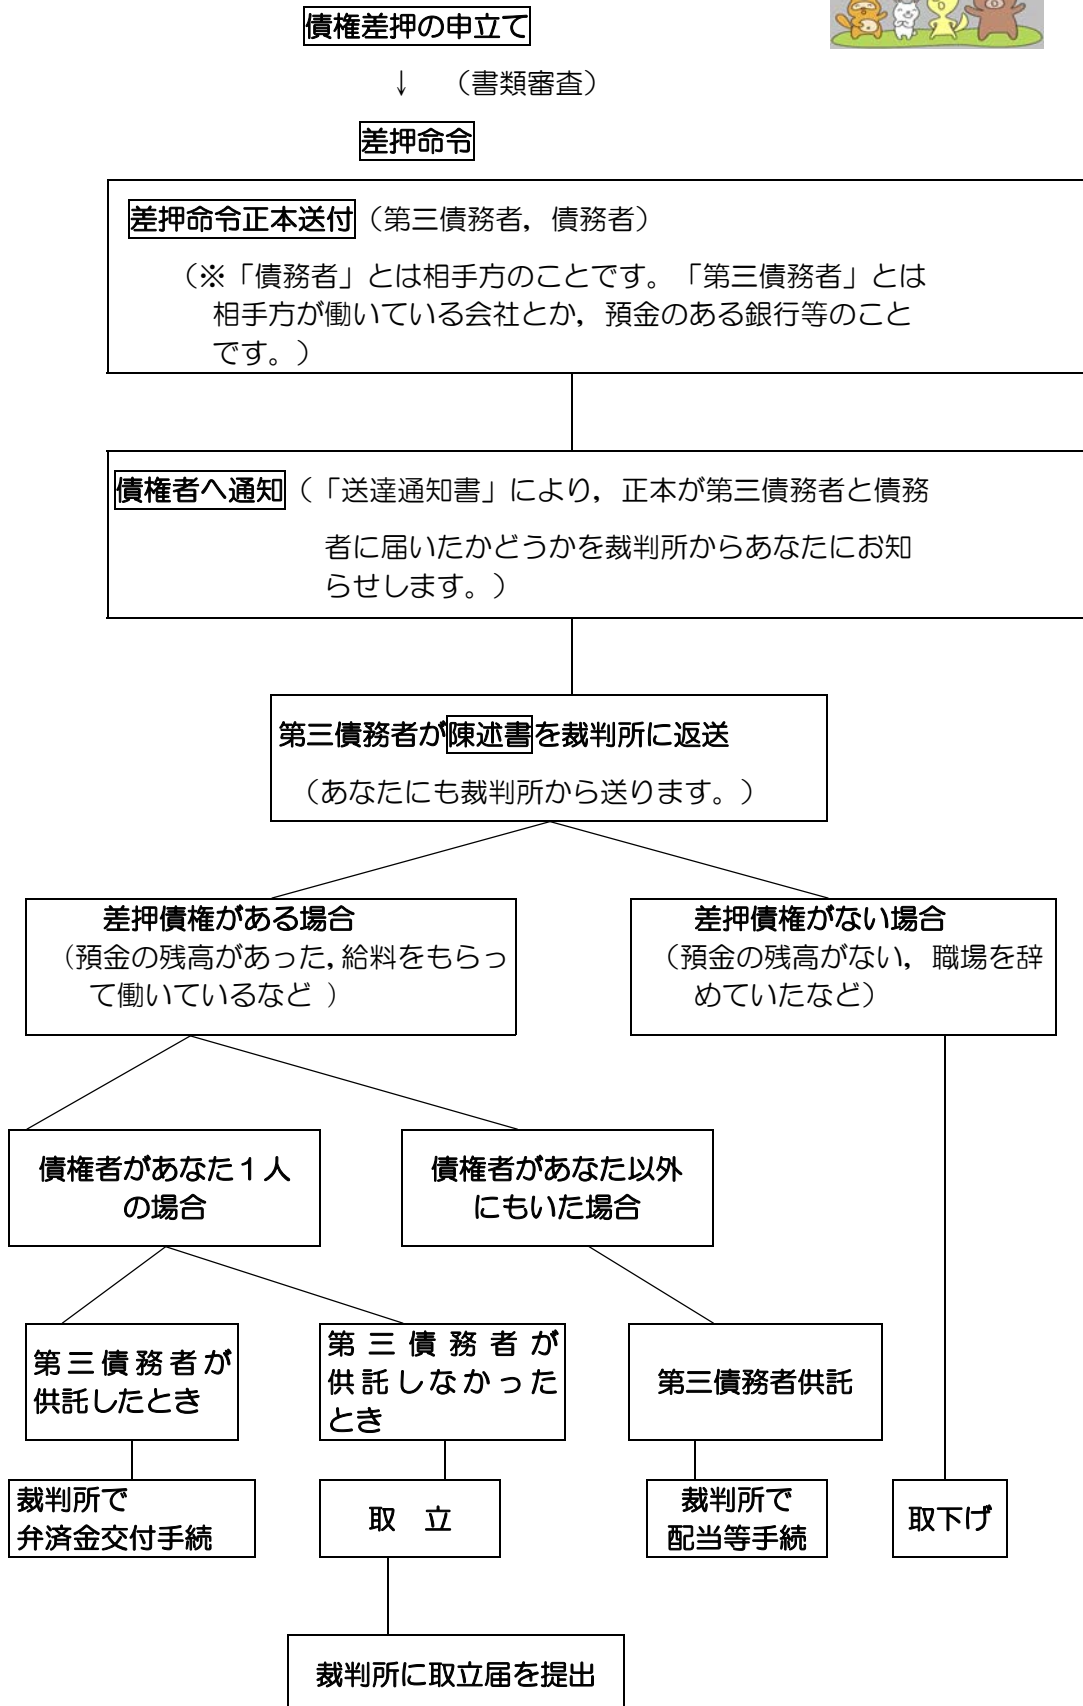 債権差押の申立て
↓ （書類審査）
差押命令
差押命令正本送付（第三債務者，債務者）
（※「債務者」とは相手方のことです。「第三債務者」とは
相手方が働いている会社とか，預金のある銀行等のこと
です。）
債権者へ通知（「送達通知書」により，正本が第三債務者と債務
者に届いたかどうかを裁判所からあなたにお知
らせします。）
第三債務者が陳述書を裁判所に返送
（あなたにも裁判所から送ります。）
差押債権がある場合
（預金の残高があった，給料をもらっ
て働いているなど ）
差押債権がない場合
（預金の残高がない，職場を辞
めていたなど）
債権者があなた１人
の場合
債権者があなた以外
にもいた場合
第三債務者が
供託したとき
第三債務者が
供託しなかった
とき
第三債務者供託
裁判所で
弁済金交付手続
取　立
裁判所で
配当等手続
取下げ
裁判所に取立届を提出